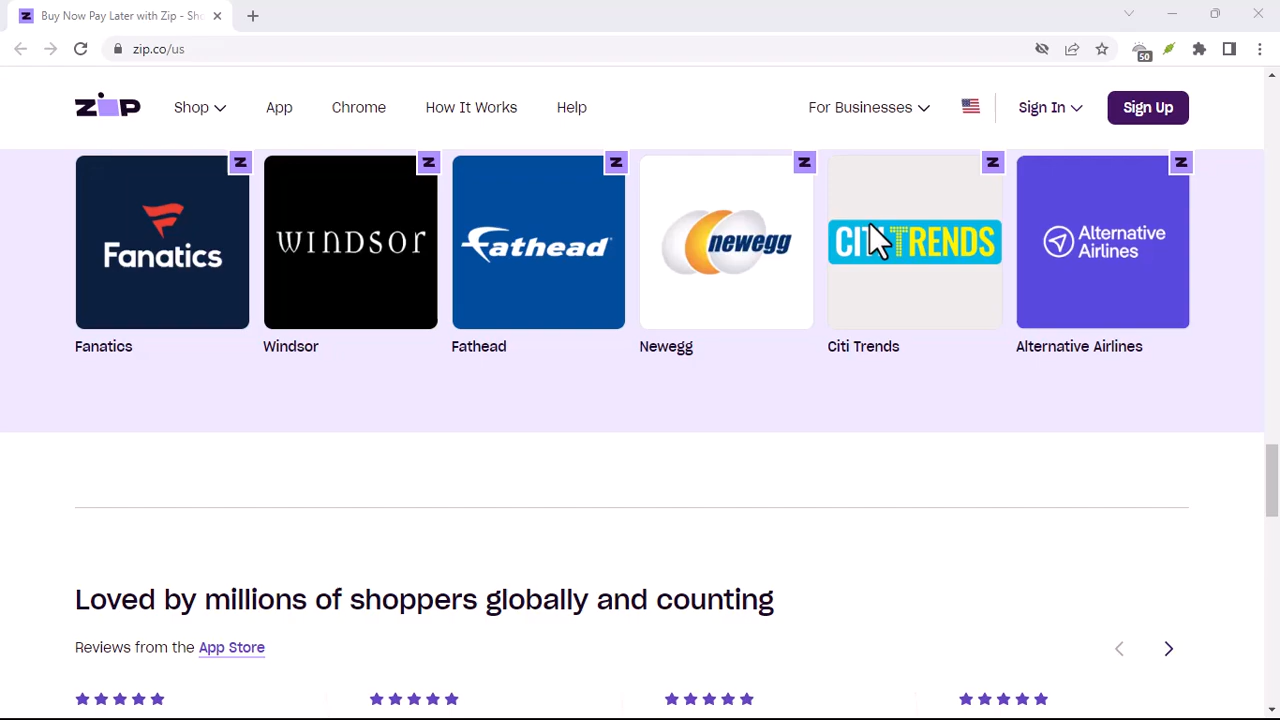 Buy Now Pay Later with Zip - Sho
zip.co/us
50
zip
Shop
App
Chrome
How It Works
Help
For Businesses
Sign In
Sign Up
Z Z Z Z Z Z
Fanatics
WINDSOR
Fathead
newegg
CITI TRENDS
Alternative
Airlines
Fanatics
Windsor
Fathead
Newegg
Citi Trends
Alternative Airlines
Loved by millions of shoppers globally and counting
Reviews from the App Store